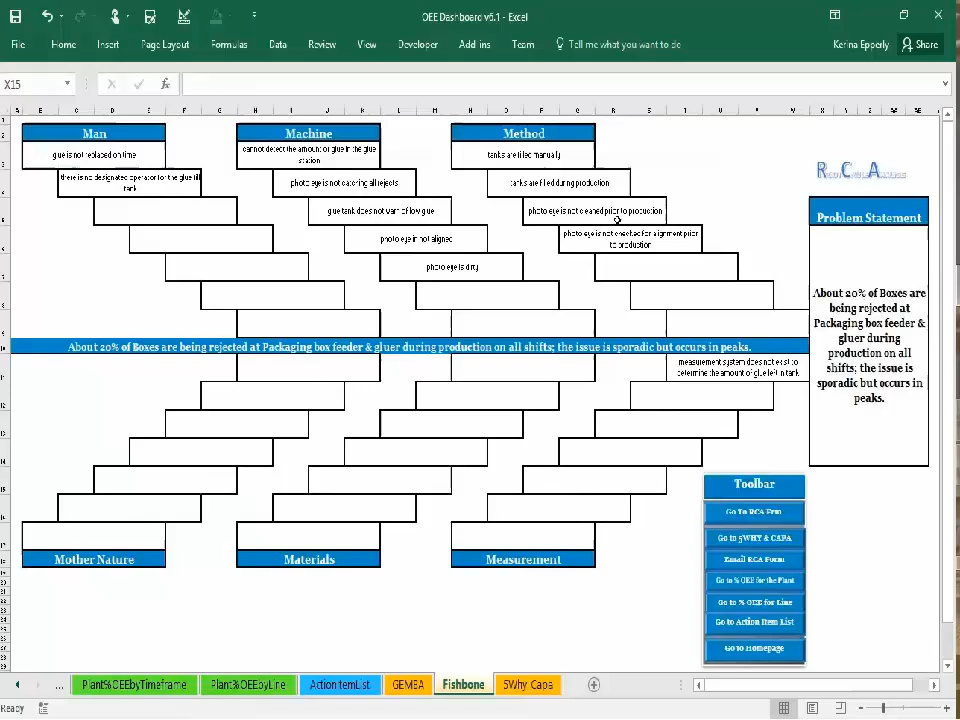 OEE Dashboard v6.1 - Excel
File Home Insert Page Layout Formulas Data Review View Developer Add-ins Team Tell me what you want to do Kerina Epperly Share
X15
fx
Man Machine Method
glue is not replaced on time
cannot detect the amount or glue in the glue station
tanks are filed manually
there is no designated operator for the glue fill tank
photo eye is not catching all rejects
tanks are filled during production
glue tank does not warn of low glue
photo eye is not cleaned prior to production
photo eye in not aligned
photo eye is not checked for alignment prior to production
photo eye is dirty
About 20% of Boxes are being rejected at Packaging box feeder & gluer during production on all shifts; the issue is sporadic but occurs in peaks.
measurement system does not exist to determine the amount of glue left in tank
Mother Nature Materials Measurement
Problem Statement
About 20% of Boxes are
being rejected at
Packaging box feeder &
gluer during
production on all
shifts; the issue is
sporadic but occurs in
peaks.
Toolbar
Go To RCA Frm
Go to 5WHY & CAPA
Email RCA Form
Go to % OEE for the Plant
Go to % OEE for Line
Go to Action Item List
Go to Homepage
... Plant%OEEbyTimeframe Plant%OEEbyLine ActionItemList GEMBA Fishbone 5Why-Capa
Ready